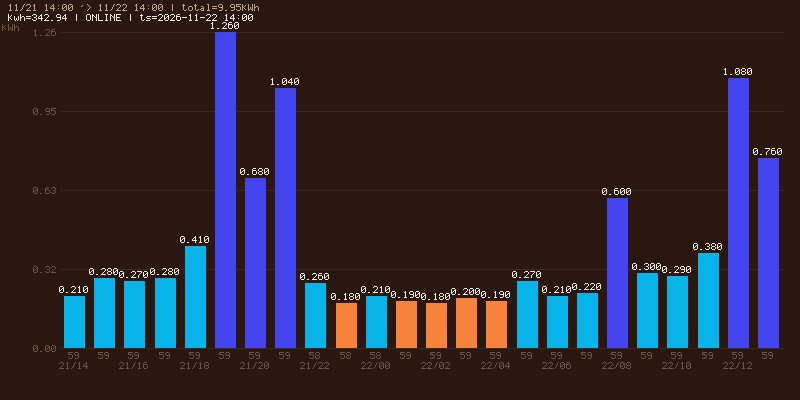 11/21 14:00 -> 11/22 14:00 | total=9.95kWh
Kwh=342.94 | ONLINE | ts=2026-11-22 14:00
kWh
1.26
0.95
0.63
0.32
0.00
0.210 0.280 0.270 0.280 0.410 1.260 0.680 1.040 0.260 0.180 0.210 0.190 0.180 0.200 0.190 0.270 0.210 0.220 0.600 0.300 0.290 0.380 1.080 0.760
59 59 59 59 59 59 59 59 58 58 58 59 59 59 59 59 59 59 59 59 59 59 59 59
21/14 21/16 21/18 21/20 21/22 22/00 22/02 22/04 22/06 22/08 22/10 22/12